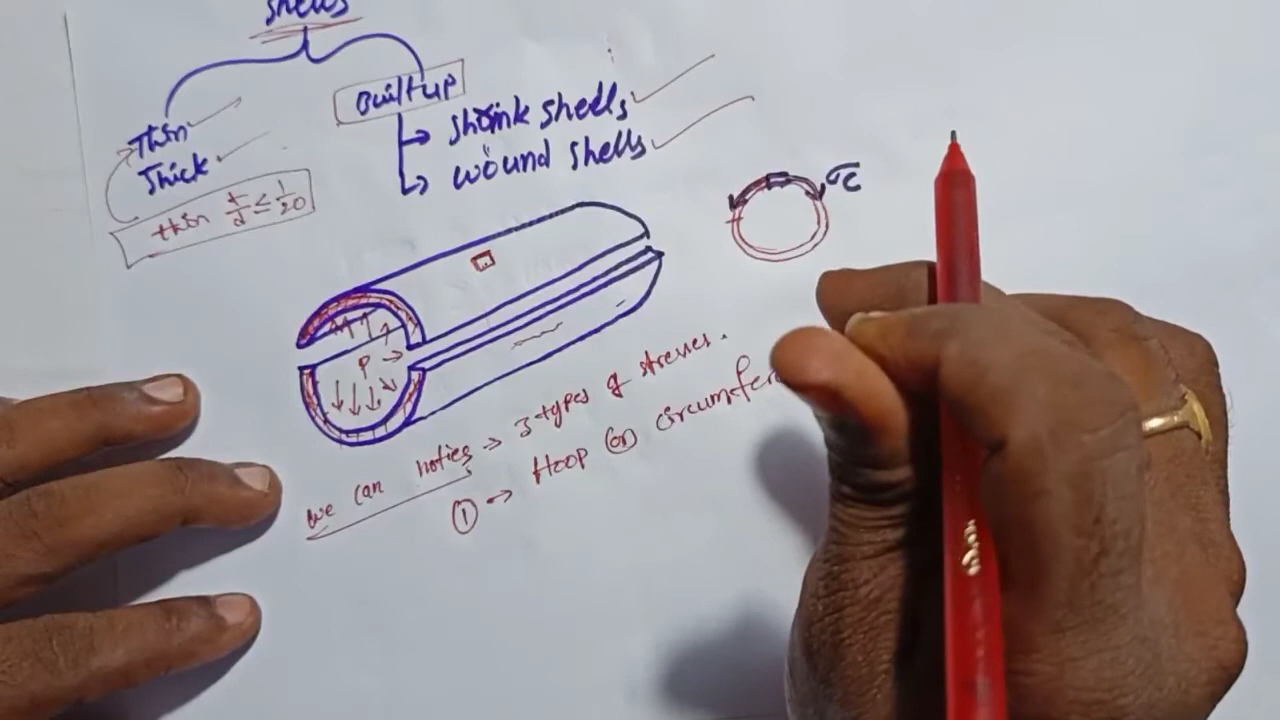 shells
Thin
Thick
thin t/d ≤ 1/20
Built up
→ shrink shells
→ wound shells
σc
P
we can notice → 3 types of stresses.
① → Hoop (or) circumfere